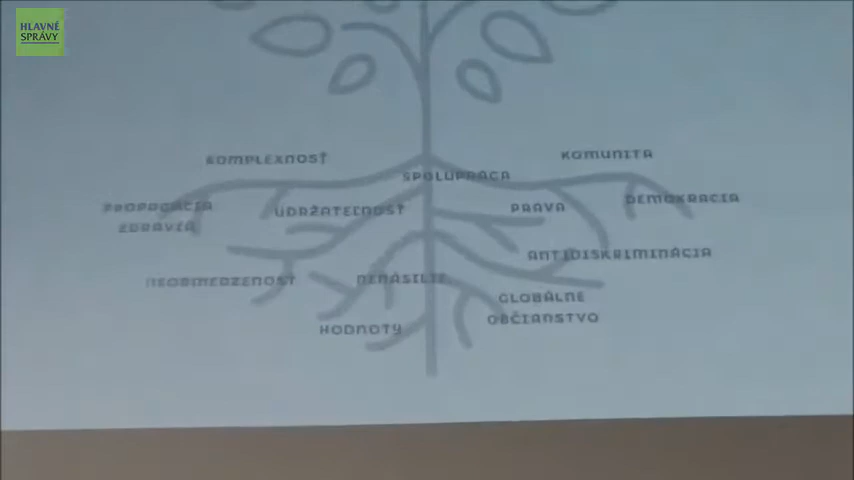 HLAVNÉ
SPRÁVY
KOMPLEXNOSŤ
KOMUNITA
SPOLUPRÁCA
PROPAGÁCIA
ZDRAVIA
UDRŽATEĽNOSŤ
PRÁVA
DEMOKRACIA
ANTIDISKRIMINÁCIA
NEOBMEDZENOSŤ
NENÁSILIE
GLOBÁLNE
OBČIANSTVO
HODNOTY